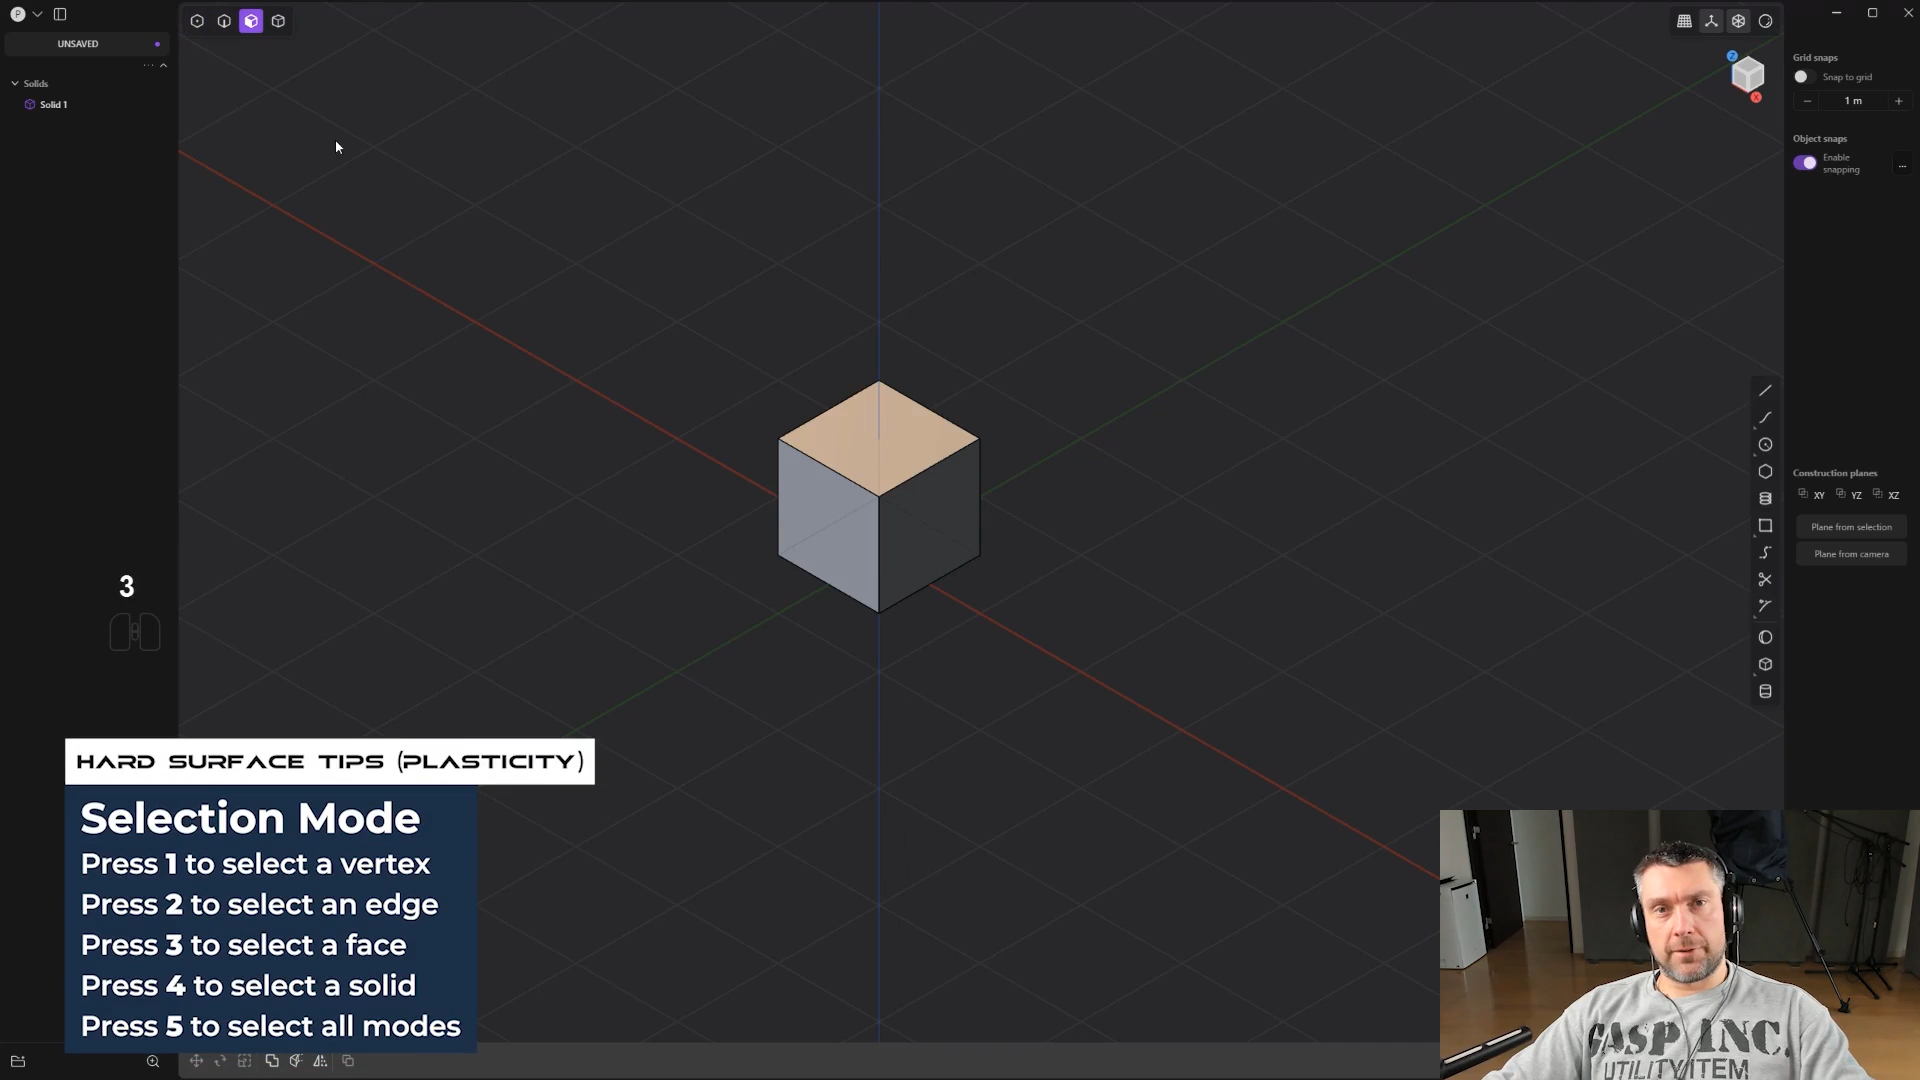 P
UNSAVED
Solids
Solid 1
Z
X
Grid snaps
Snap to grid
− 1 m +
Object snaps
Enable
snapping
...
Construction planes
XY YZ XZ
Plane from selection
Plane from camera
3
HARD SURFACE TIPS (PLASTICITY)
Selection Mode
Press 1 to select a vertex
Press 2 to select an edge
Press 3 to select a face
Press 4 to select a solid
Press 5 to select all modes
GASP INC.
UTILITY ITEM